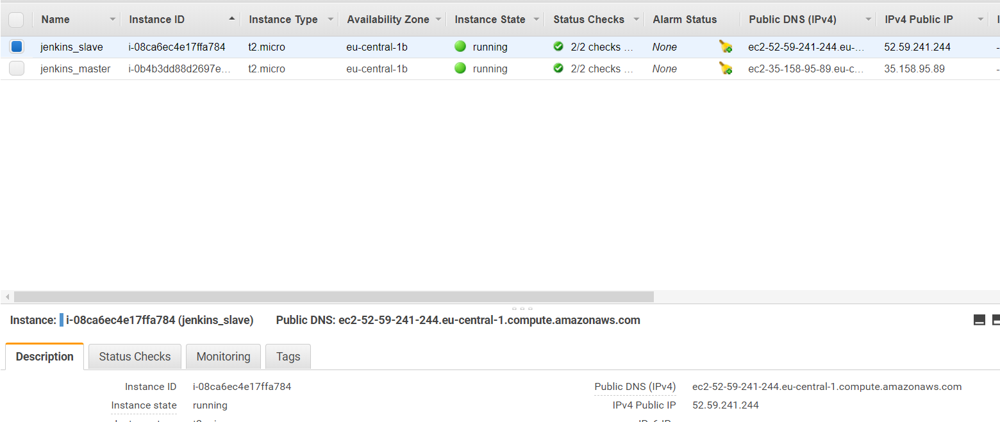 Name Instance ID Instance Type Availability Zone Instance State Status Checks Alarm Status Public DNS (IPv4) IPv4 Public IP
jenkins_slave i-08ca6ec4e17ffa784 t2.micro eu-central-1b running 2/2 checks ... None ec2-52-59-241-244.eu-... 52.59.241.244 -
jenkins_master i-0b4b3dd88d2697e... t2.micro eu-central-1b running 2/2 checks ... None ec2-35-158-95-89.eu-c... 35.158.95.89 -
Instance: i-08ca6ec4e17ffa784 (jenkins_slave) Public DNS: ec2-52-59-241-244.eu-central-1.compute.amazonaws.com
Description Status Checks Monitoring Tags
Instance ID i-08ca6ec4e17ffa784 Public DNS (IPv4) ec2-52-59-241-244.eu-central-1.compute.amazonaws.com
Instance state running IPv4 Public IP 52.59.241.244